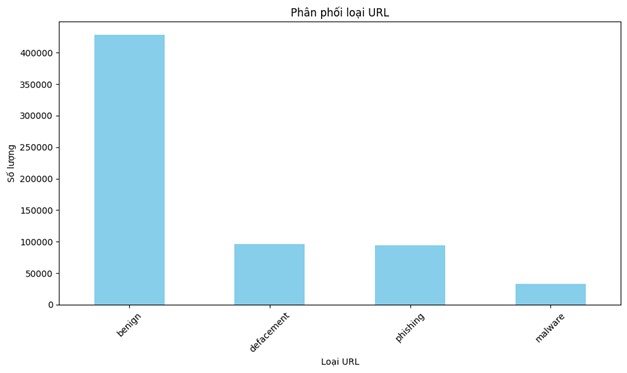 Phân phối loại URL
400000
350000
300000
250000
200000
150000
100000
50000
0
Số lượng
benign
defacement
phishing
malware
Loại URL